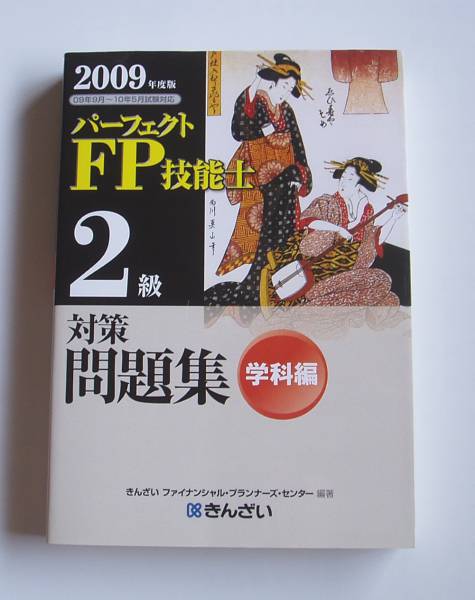 2009年度版
09年9月~10年5月試験対応
パーフェクト
FP技能士
2級
対策
問題集
学科編
きんざい ファイナンシャル・プランナーズ・センター 編著
きんざい